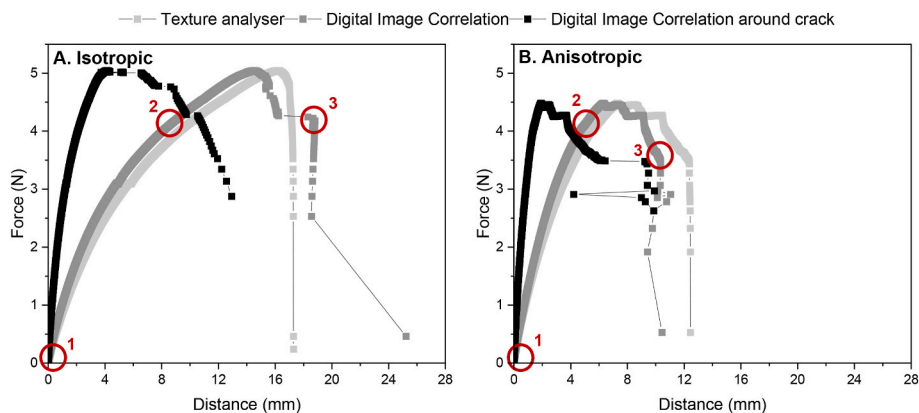 Texture analyser Digital Image Correlation Digital Image Correlation around crack
A. Isotropic
B. Anisotropic
Force (N)
5
4
3
2
1
0
1
2
3
0 4 8 12 16 20 24 28
Distance (mm)
Force (N)
5
4
3
2
1
0
1
2
3
0 4 8 12 16 20 24 28
Distance (mm)